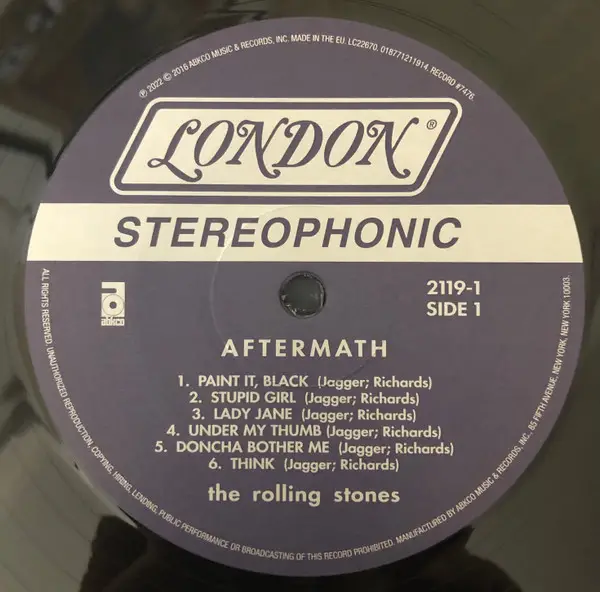 ℗ 2022 © 2016 ABKCO MUSIC & RECORDS, INC. MADE IN THE EU. LC22670, 018771211914, RECORD #7476.
LONDON®
STEREOPHONIC
abkco
2119-1
SIDE 1
AFTERMATH
1. PAINT IT, BLACK (Jagger; Richards)
2. STUPID GIRL (Jagger; Richards)
3. LADY JANE (Jagger; Richards)
4. UNDER MY THUMB (Jagger; Richards)
5. DONCHA BOTHER ME (Jagger; Richards)
6. THINK (Jagger; Richards)
the rolling stones
ALL RIGHTS RESERVED. UNAUTHORIZED REPRODUCTION, COPYING, HIRING, LENDING, PUBLIC PERFORMANCE OR BROADCASTING OF THIS RECORD PROHIBITED. MANUFACTURED BY ABKCO MUSIC & RECORDS, INC., 85 FIFTH AVENUE, NEW YORK, NEW YORK 10003.